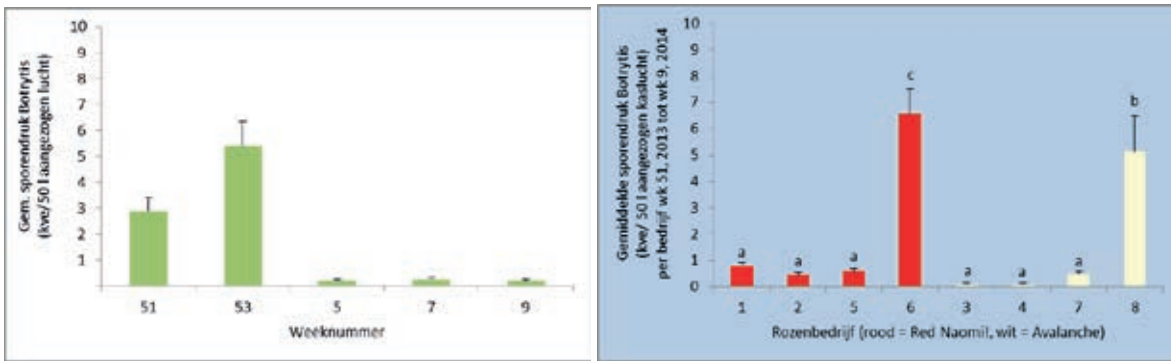 Gem. sporendruk Botrytis
(kve/50 l aangezogen lucht)
10
9
8
7
6
5
4
3
2
1
51 53 5 7 9
Weeknummer
Gemiddelde sporendruk Botrytis
(kve/ 50 l aangezogen kaslucht)
per bedrijf wk 51, 2013 tot wk 9, 2014
10
9
8
7
6
5
4
3
2
1
0
a a a c a a a b
1 2 5 6 3 4 7 8
Rozenbedrijf (rood = Red Naomi!, wit = Avalanche)